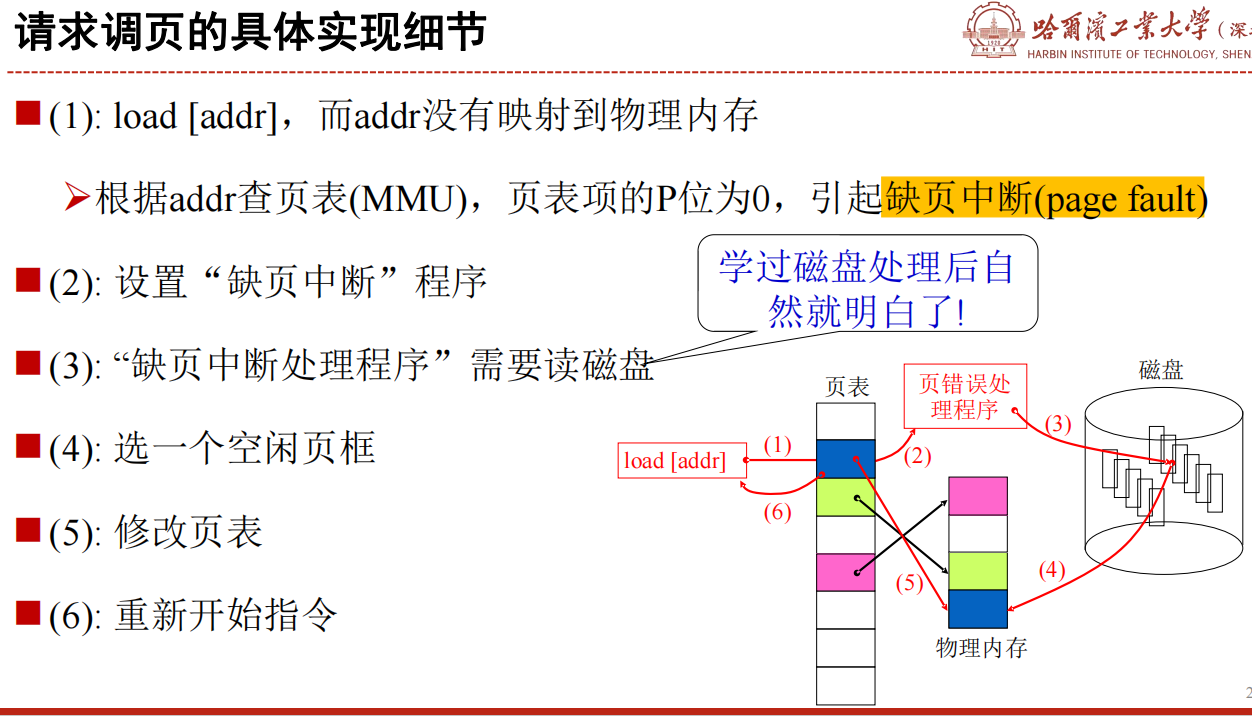 请求调页的具体实现细节
哈尔滨工业大学(深
HARBIN INSTITUTE OF TECHNOLOGY, SHEN
(1): load [addr]，而addr没有映射到物理内存
根据addr查页表(MMU)，页表项的P位为0，引起缺页中断(page fault)
(2): 设置“缺页中断”程序
学过磁盘处理后自
然就明白了!
(3): “缺页中断处理程序”需要读磁盘
(4): 选一个空闲页框
(5): 修改页表
(6): 重新开始指令
页表
页错误处
理程序
磁盘
load [addr]
(1)
(2)
(3)
(6)
(5)
(4)
物理内存
2